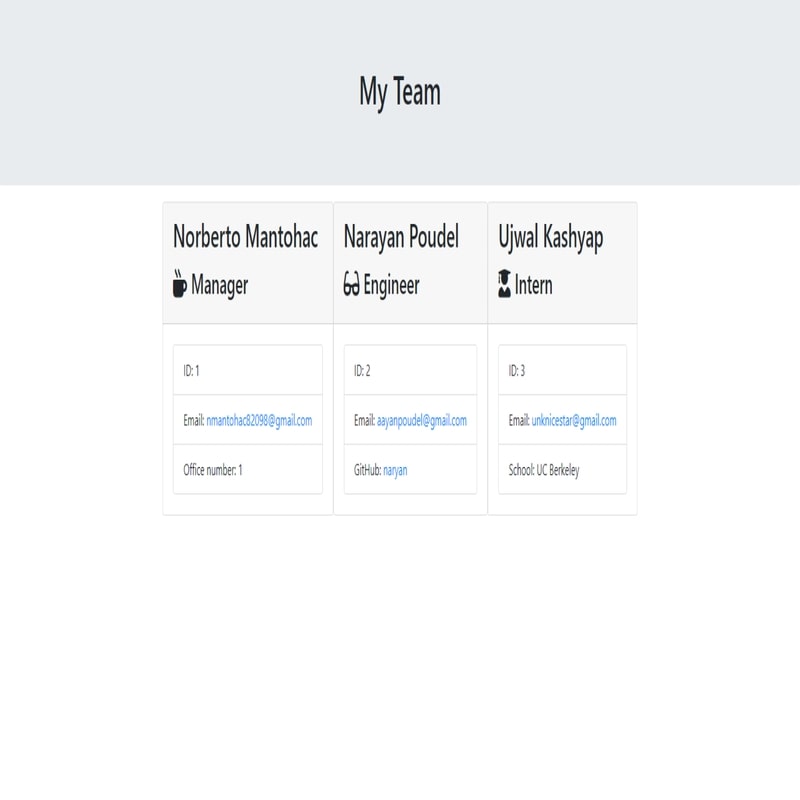 My Team
Norberto Mantohac
Manager
ID: 1
Email: nmantohac82098@gmail.com
Office number: 1
Narayan Poudel
Engineer
ID: 2
Email: aayanpoudel@gmail.com
GitHub: naryan
Ujwal Kashyap
Intern
ID: 3
Email: unknicestar@gmail.com
School: UC Berkeley